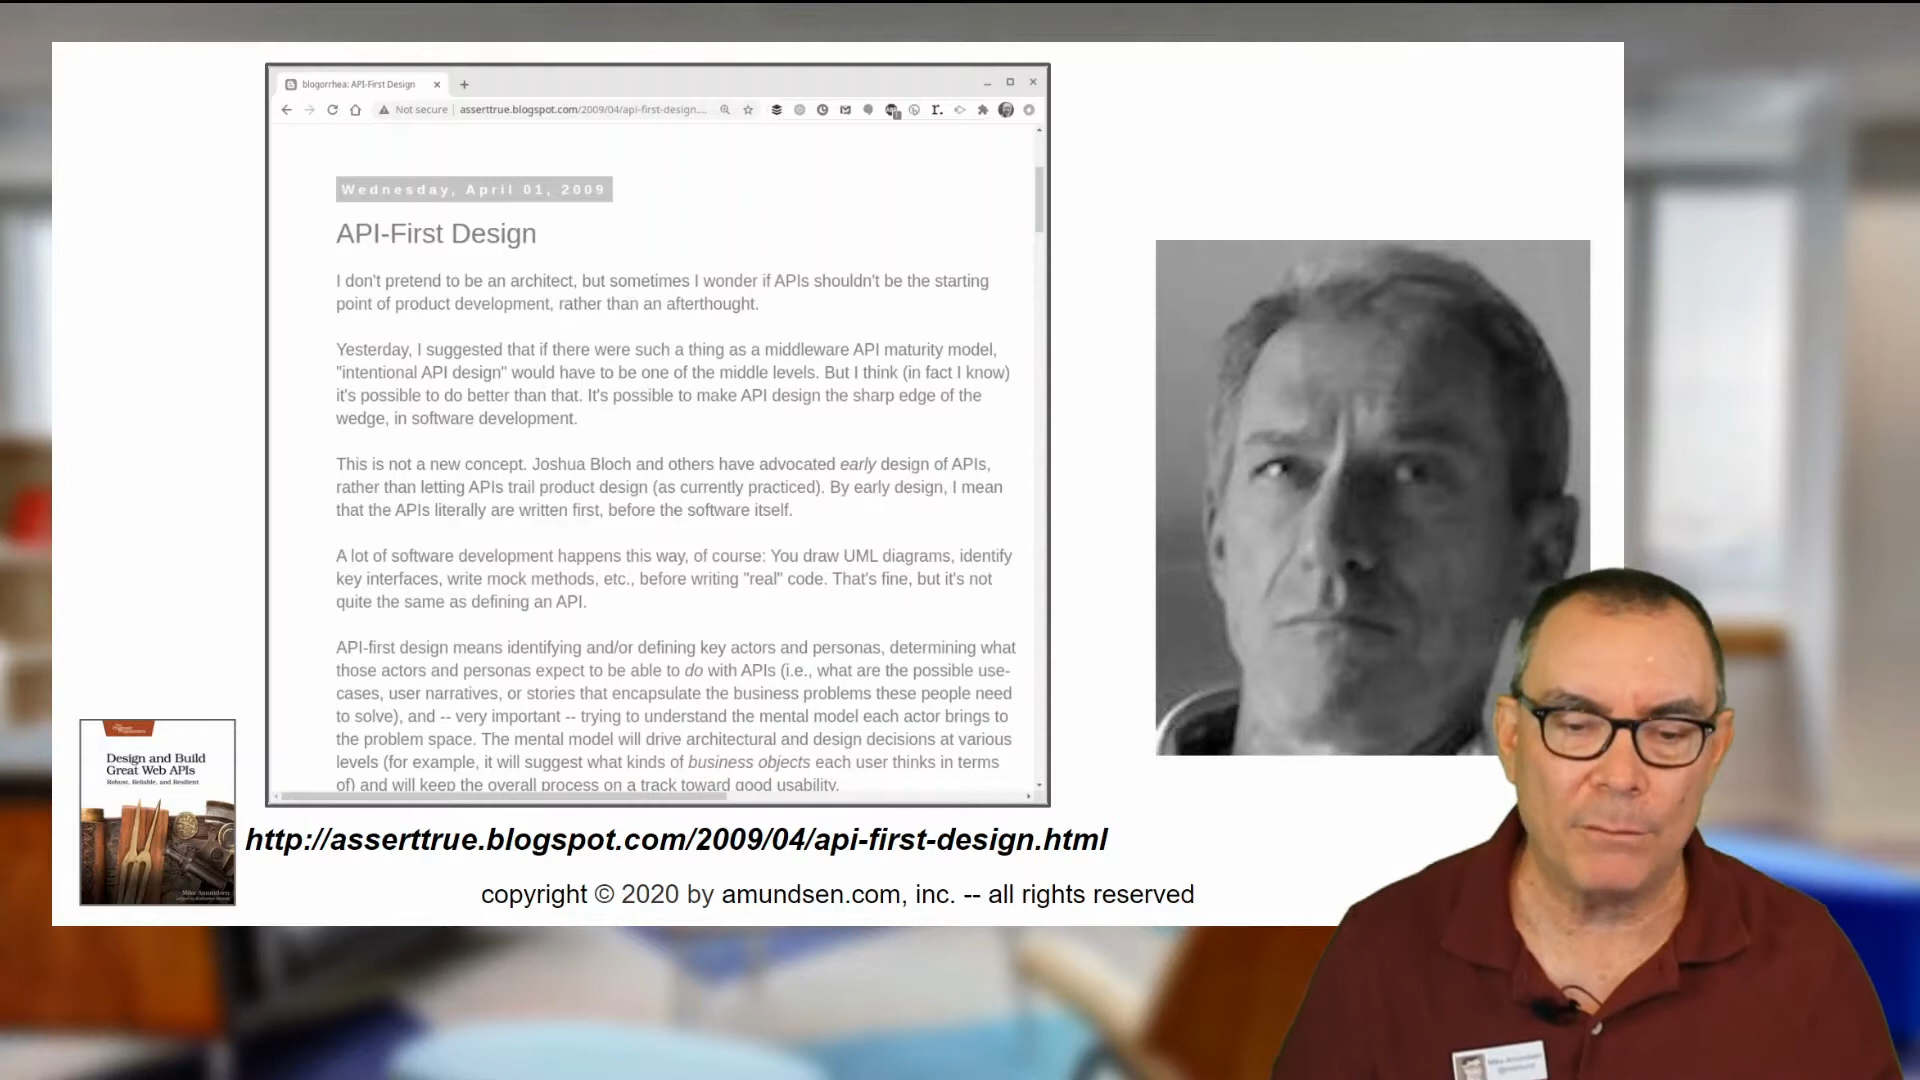 blogorrhea: API-First Design
Not secure
asserttrue.blogspot.com/2009/04/api-first-design....
Wednesday, April 01, 2009
API-First Design
I don't pretend to be an architect, but sometimes I wonder if APIs shouldn't be the starting
point of product development, rather than an afterthought.
Yesterday, I suggested that if there were such a thing as a middleware API maturity model,
"intentional API design" would have to be one of the middle levels. But I think (in fact I know)
it's possible to do better than that. It's possible to make API design the sharp edge of the
wedge, in software development.
This is not a new concept. Joshua Bloch and others have advocated early design of APIs,
rather than letting APIs trail product design (as currently practiced). By early design, I mean
that the APIs literally are written first, before the software itself.
A lot of software development happens this way, of course: You draw UML diagrams, identify
key interfaces, write mock methods, etc., before writing "real" code. That's fine, but it's not
quite the same as defining an API.
API-first design means identifying and/or defining key actors and personas, determining what
those actors and personas expect to be able to do with APIs (i.e., what are the possible use-
cases, user narratives, or stories that encapsulate the business problems these people need
to solve), and -- very important -- trying to understand the mental model each actor brings to
the problem space. The mental model will drive architectural and design decisions at various
levels (for example, it will suggest what kinds of business objects each user thinks in terms
of) and will keep the overall process on a track toward good usability.
Design and Build
Great Web APIs
Robust, Reliable, and Resilient
Mike Amundsen
http://asserttrue.blogspot.com/2009/04/api-first-design.html
copyright © 2020 by amundsen.com, inc. -- all rights reserved
Mike Amundsen